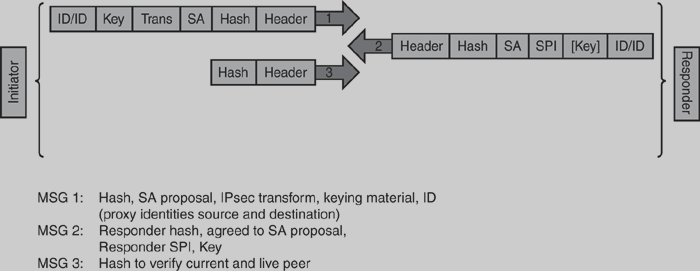 ID/ID Key Trans SA Hash Header 1
2 Header Hash SA SPI [Key] ID/ID
Hash Header 3
Initiator
Responder
MSG 1: Hash, SA proposal, IPsec transform, keying material, ID
(proxy identities source and destination)
MSG 2: Responder hash, agreed to SA proposal,
Responder SPI, Key
MSG 3: Hash to verify current and live peer